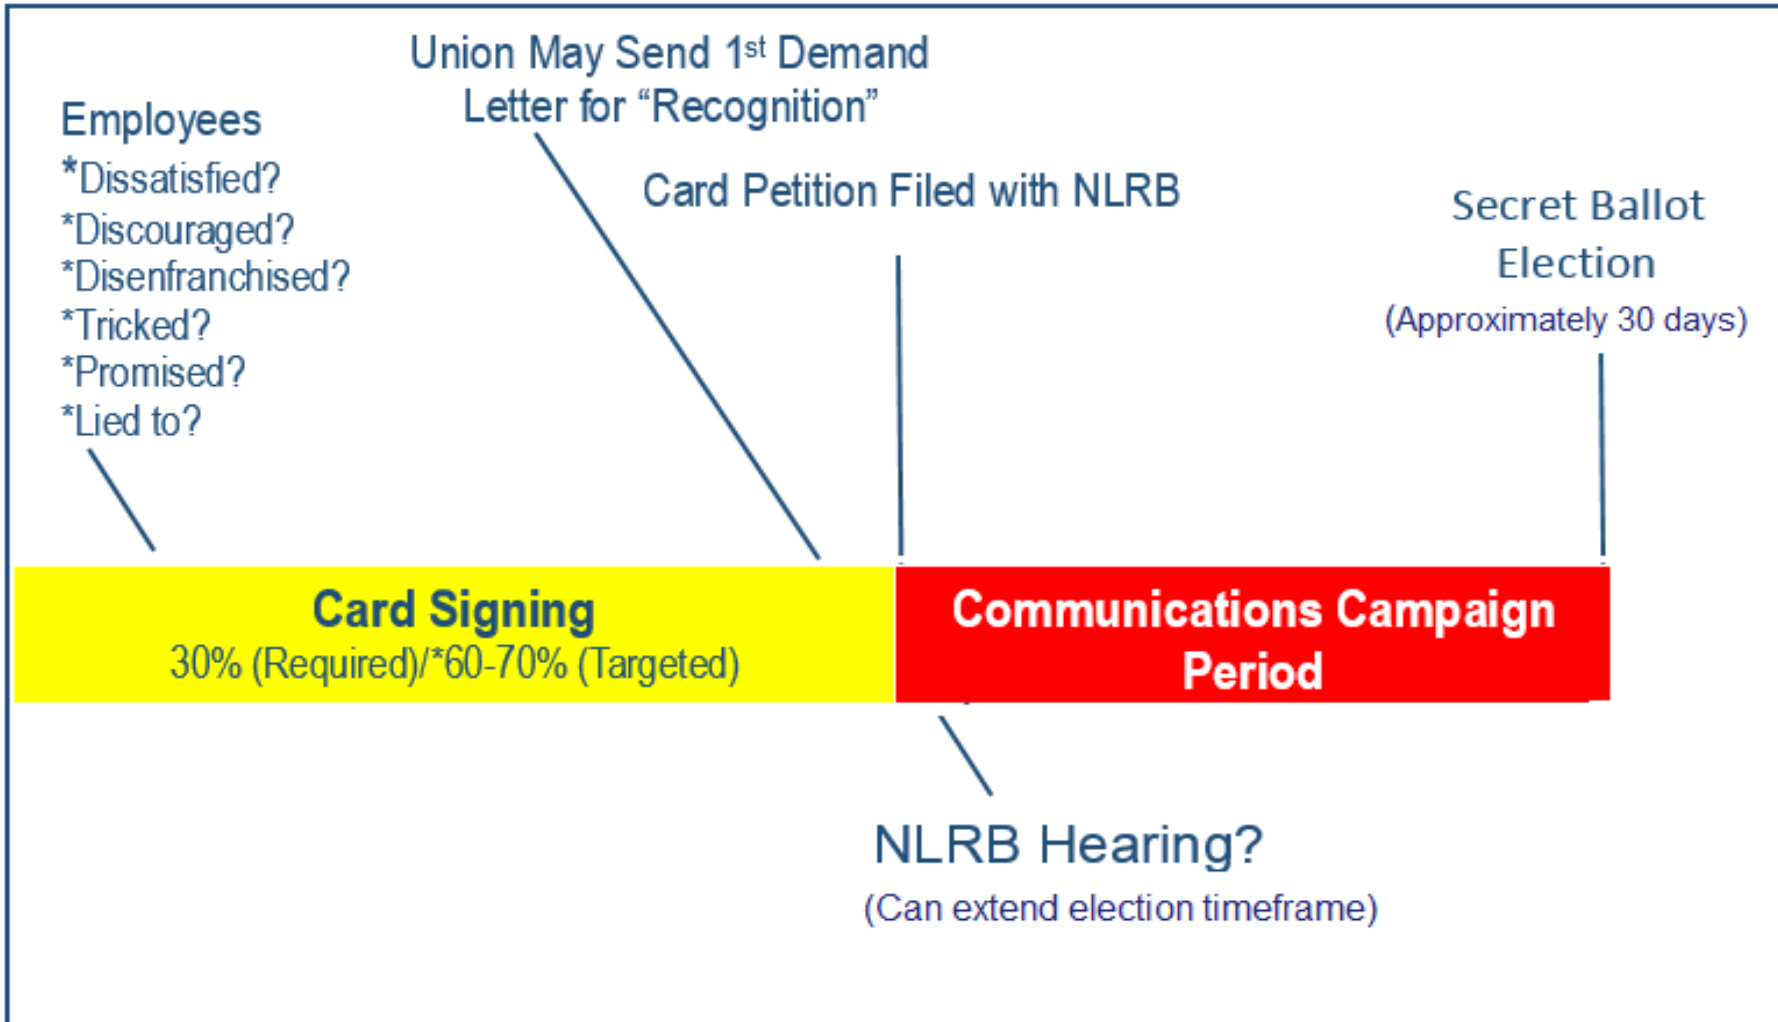 Union May Send 1st Demand
Letter for “Recognition”
Employees
*Dissatisfied?
*Discouraged?
*Disenfranchised?
*Tricked?
*Promised?
*Lied to?
Card Petition Filed with NLRB
Secret Ballot
Election
(Approximately 30 days)
Card Signing
30% (Required)/*60-70% (Targeted)
Communications Campaign
Period
NLRB Hearing?
(Can extend election timeframe)